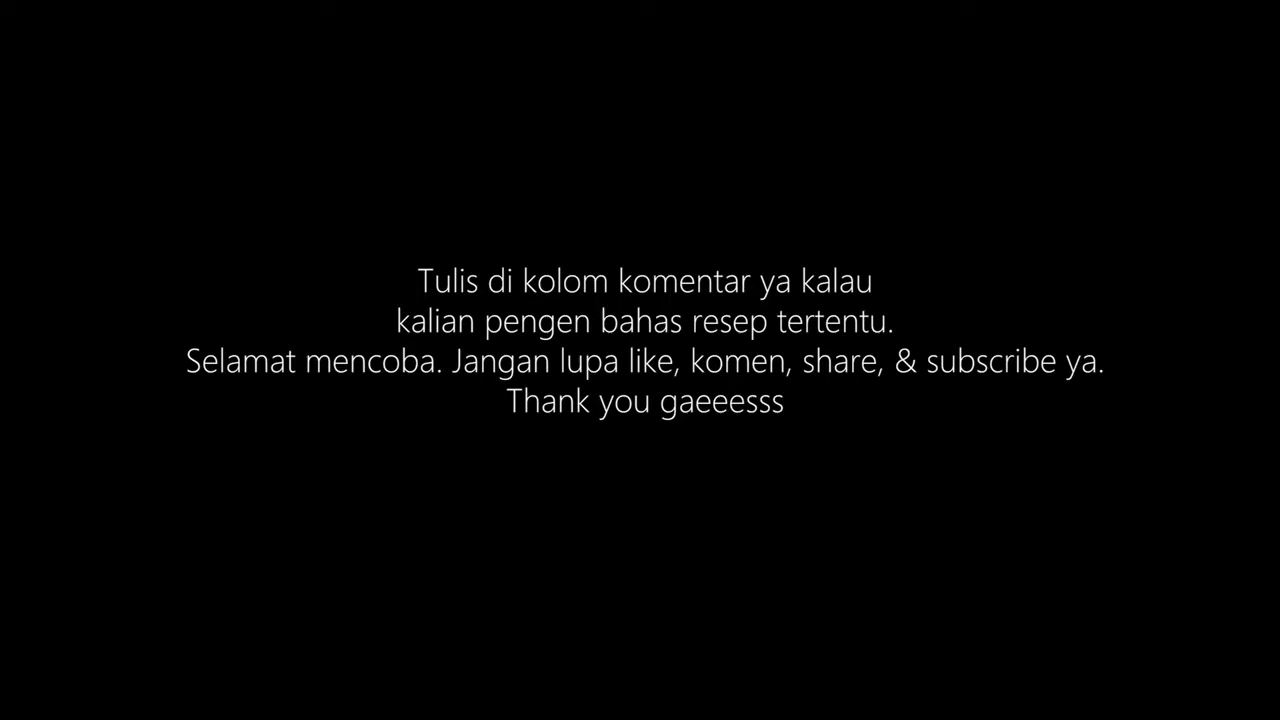 Tulis di kolom komentar ya kalau
kalian pengen bahas resep tertentu.
Selamat mencoba. Jangan lupa like, komen, share, & subscribe ya.
Thank you gaeeesss